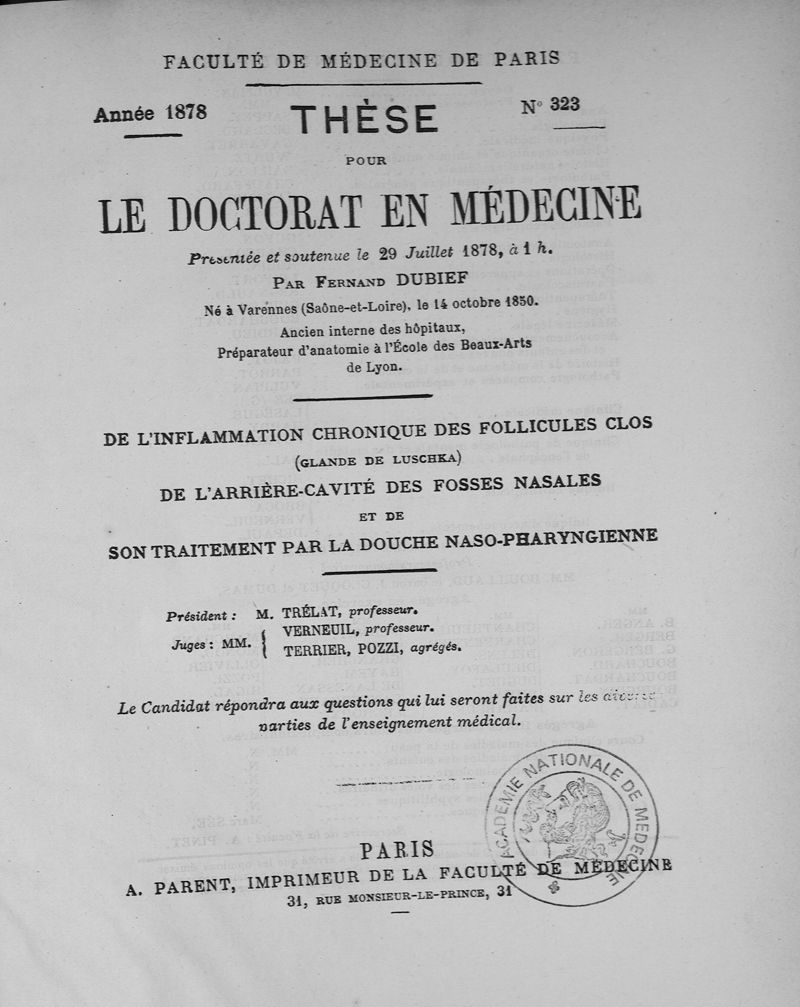 FACULTÉ DE MÉDECINE DE PARIS
Année 1878
THÈSE
N° 323
POUR
LE DOCTORAT EN MÉDECINE
Présentée et soutenue le 29 Juillet 1878, à 1 h.
PAR FERNAND DUBIEF
Né à Varennes (Saône-et-Loire), le 14 octobre 1850.
Ancien interne des hôpitaux,
Préparateur d'anatomie à l'École des Beaux-Arts
de Lyon.
DE L'INFLAMMATION CHRONIQUE DES FOLLICULES CLOS
(GLANDE DE LUSCHKA)
DE L'ARRIÈRE-CAVITÉ DES FOSSES NASALES
ET DE
SON TRAITEMENT PAR LA DOUCHE NASO-PHARYNGIENNE
Président : M. TRÉLAT, professeur.
Juges : MM. { VERNEUIL, professeur.
TERRIER, POZZI, agrégés.
Le Candidat répondra aux questions qui lui seront faites sur les diverses
parties de l'enseignement médical.
ACADEMIE NATIONALE DE MEDECINE
PARIS
A. PARENT, IMPRIMEUR DE LA FACULTÉ DE MÉDECINE
31, RUE MONSIEUR-LE-PRINCE, 31